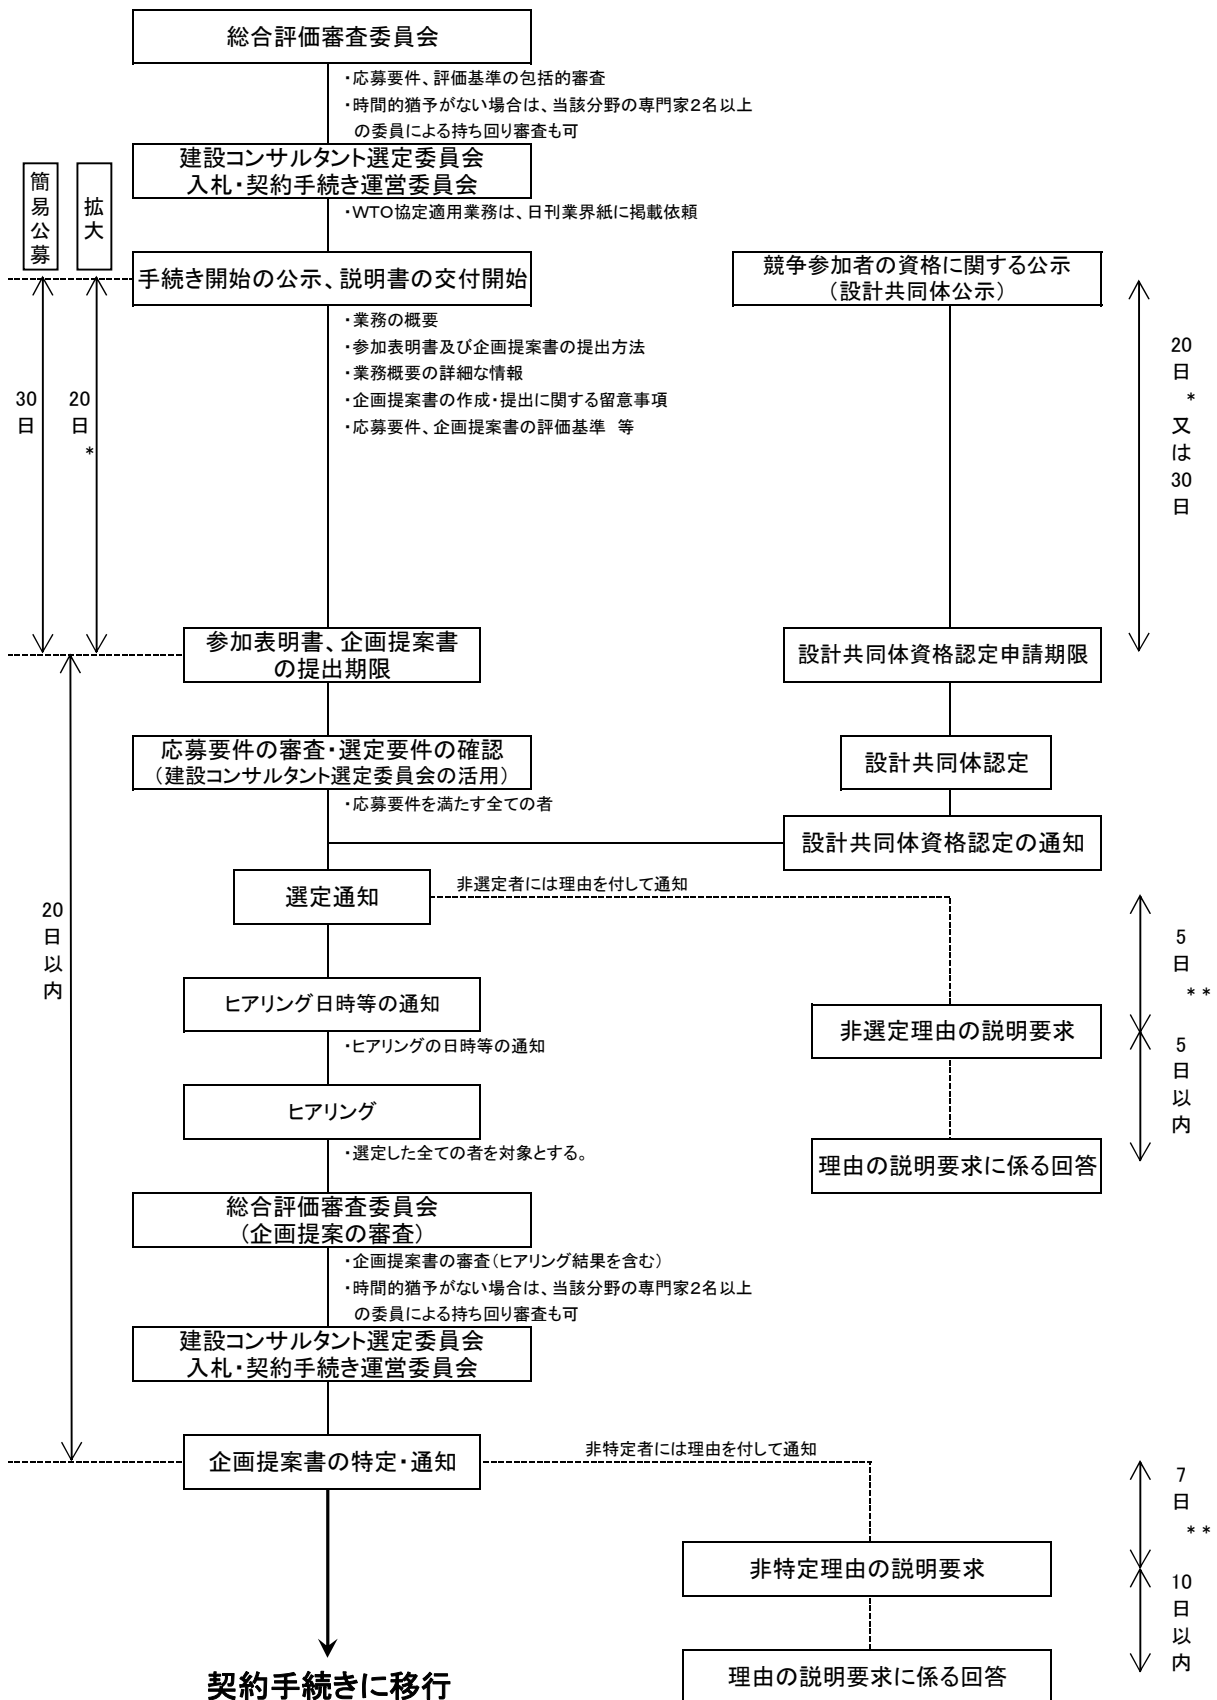 総合評価審査委員会
・応募要件、評価基準の包括的審査
・時間的猶予がない場合は、当該分野の専門家2名以上
の委員による持ち回り審査も可
建設コンサルタント選定委員会
入札・契約手続き運営委員会
・WTO協定適用業務は、日刊業界紙に掲載依頼
簡易公募
拡大
手続き開始の公示、説明書の交付開始
競争参加者の資格に関する公示
（設計共同体公示）
・業務の概要
・参加表明書及び企画提案書の提出方法
・業務概要の詳細な情報
・企画提案書の作成・提出に関する留意事項
・応募要件、企画提案書の評価基準　等
30日
20日*
20日*又は30日
参加表明書、企画提案書
の提出期限
設計共同体資格認定申請期限
応募要件の審査・選定要件の確認
（建設コンサルタント選定委員会の活用）
・応募要件を満たす全ての者
設計共同体認定
設計共同体資格認定の通知
選定通知
非選定者には理由を付して通知
20日以内
5日**
ヒアリング日時等の通知
・ヒアリングの日時等の通知
非選定理由の説明要求
5日以内
ヒアリング
・選定した全ての者を対象とする。
理由の説明要求に係る回答
総合評価審査委員会
（企画提案の審査）
・企画提案書の審査（ヒアリング結果を含む）
・時間的猶予がない場合は、当該分野の専門家2名以上
の委員による持ち回り審査も可
建設コンサルタント選定委員会
入札・契約手続き運営委員会
企画提案書の特定・通知
非特定者には理由を付して通知
7日**
非特定理由の説明要求
10日以内
契約手続きに移行
理由の説明要求に係る回答